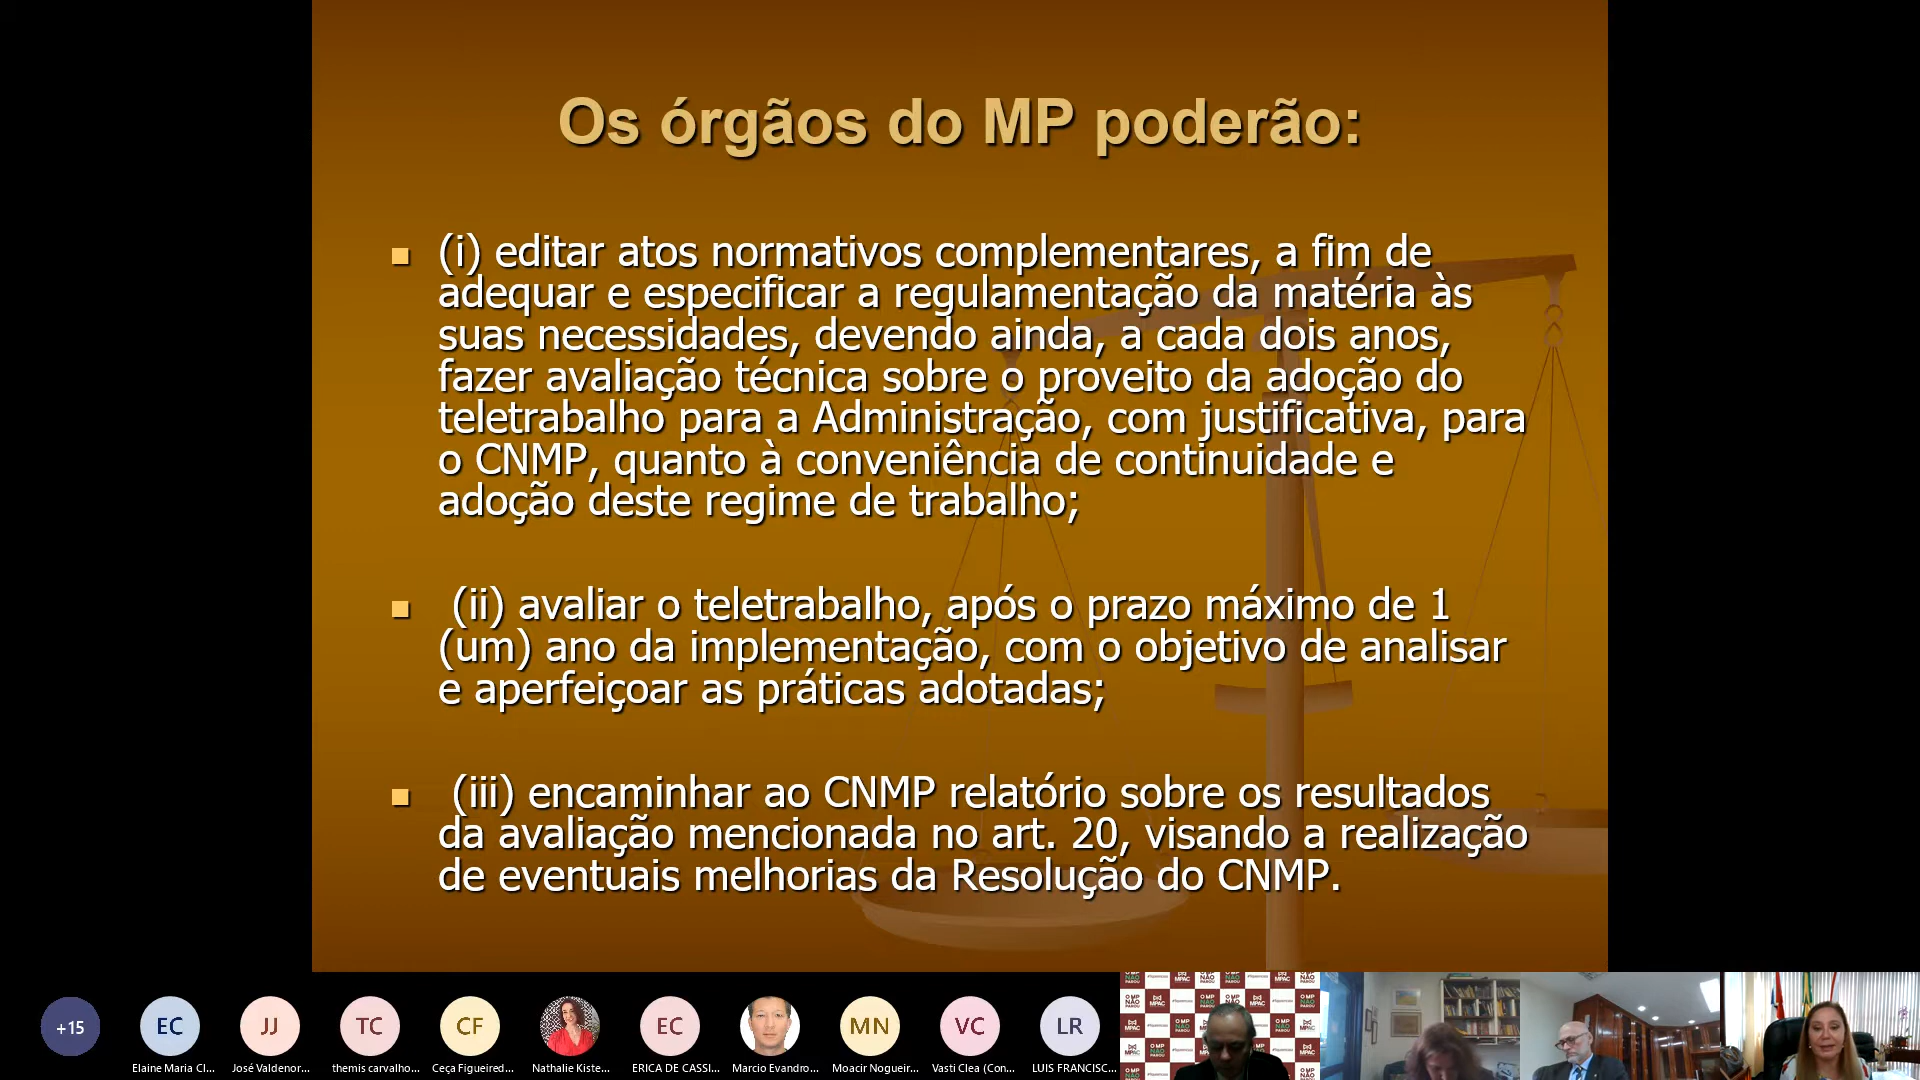 Os órgãos do MP poderão:
(i) editar atos normativos complementares, a fim de
adequar e especificar a regulamentação da matéria às
suas necessidades, devendo ainda, a cada dois anos,
fazer avaliação técnica sobre o proveito da adoção do
teletrabalho para a Administração, com justificativa, para
o CNMP, quanto à conveniência de continuidade e
adoção deste regime de trabalho;
(ii) avaliar o teletrabalho, após o prazo máximo de 1
(um) ano da implementação, com o objetivo de analisar
e aperfeiçoar as práticas adotadas;
(iii) encaminhar ao CNMP relatório sobre os resultados
da avaliação mencionada no art. 20, visando a realização
de eventuais melhorias da Resolução do CNMP.
+15
EC
JJ
TC
CF
EC
MN
VC
LR
Elaine Maria Cl...
José Valdenor...
themis carvalho...
Ceça Figueired...
Nathalie Kiste...
ERICA DE CASSI...
Marcio Evandro...
Moacir Nogueir...
Vasti Clea (Con...
LUIS FRANCISC...
O MP NÃO PAROU
MPAC